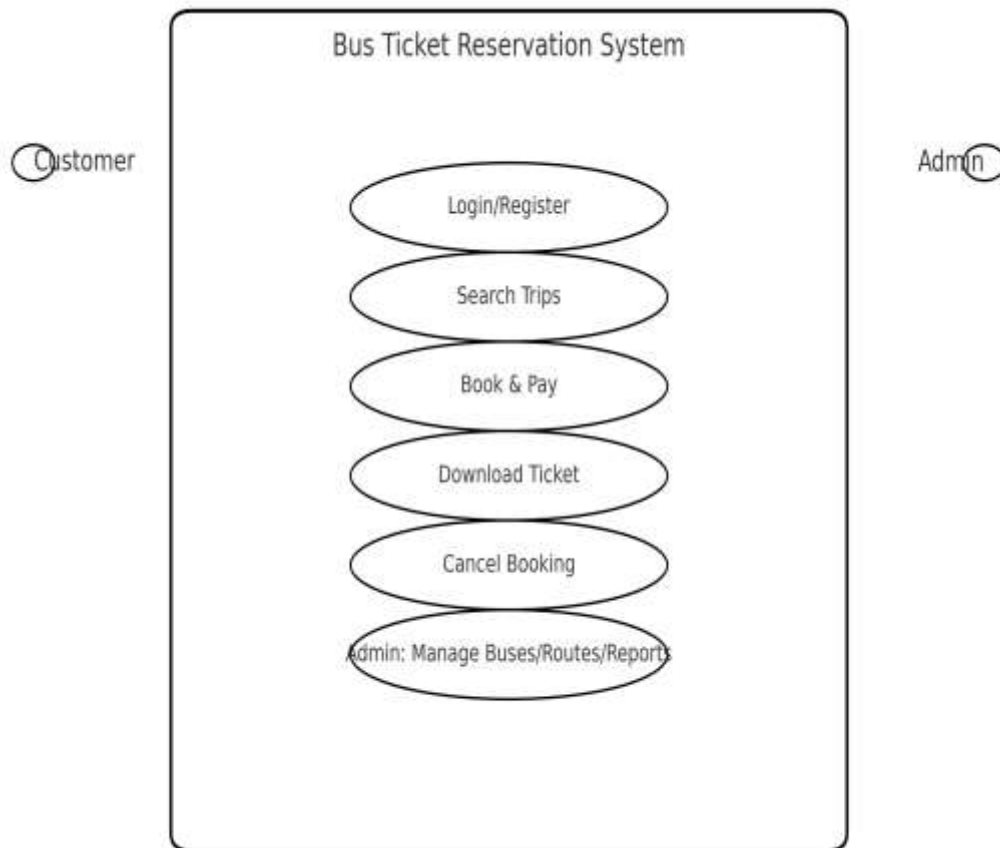 Bus Ticket Reservation System
Customer
Admin
Login/Register
Search Trips
Book & Pay
Download Ticket
Cancel Booking
Admin: Manage Buses/Routes/Reports